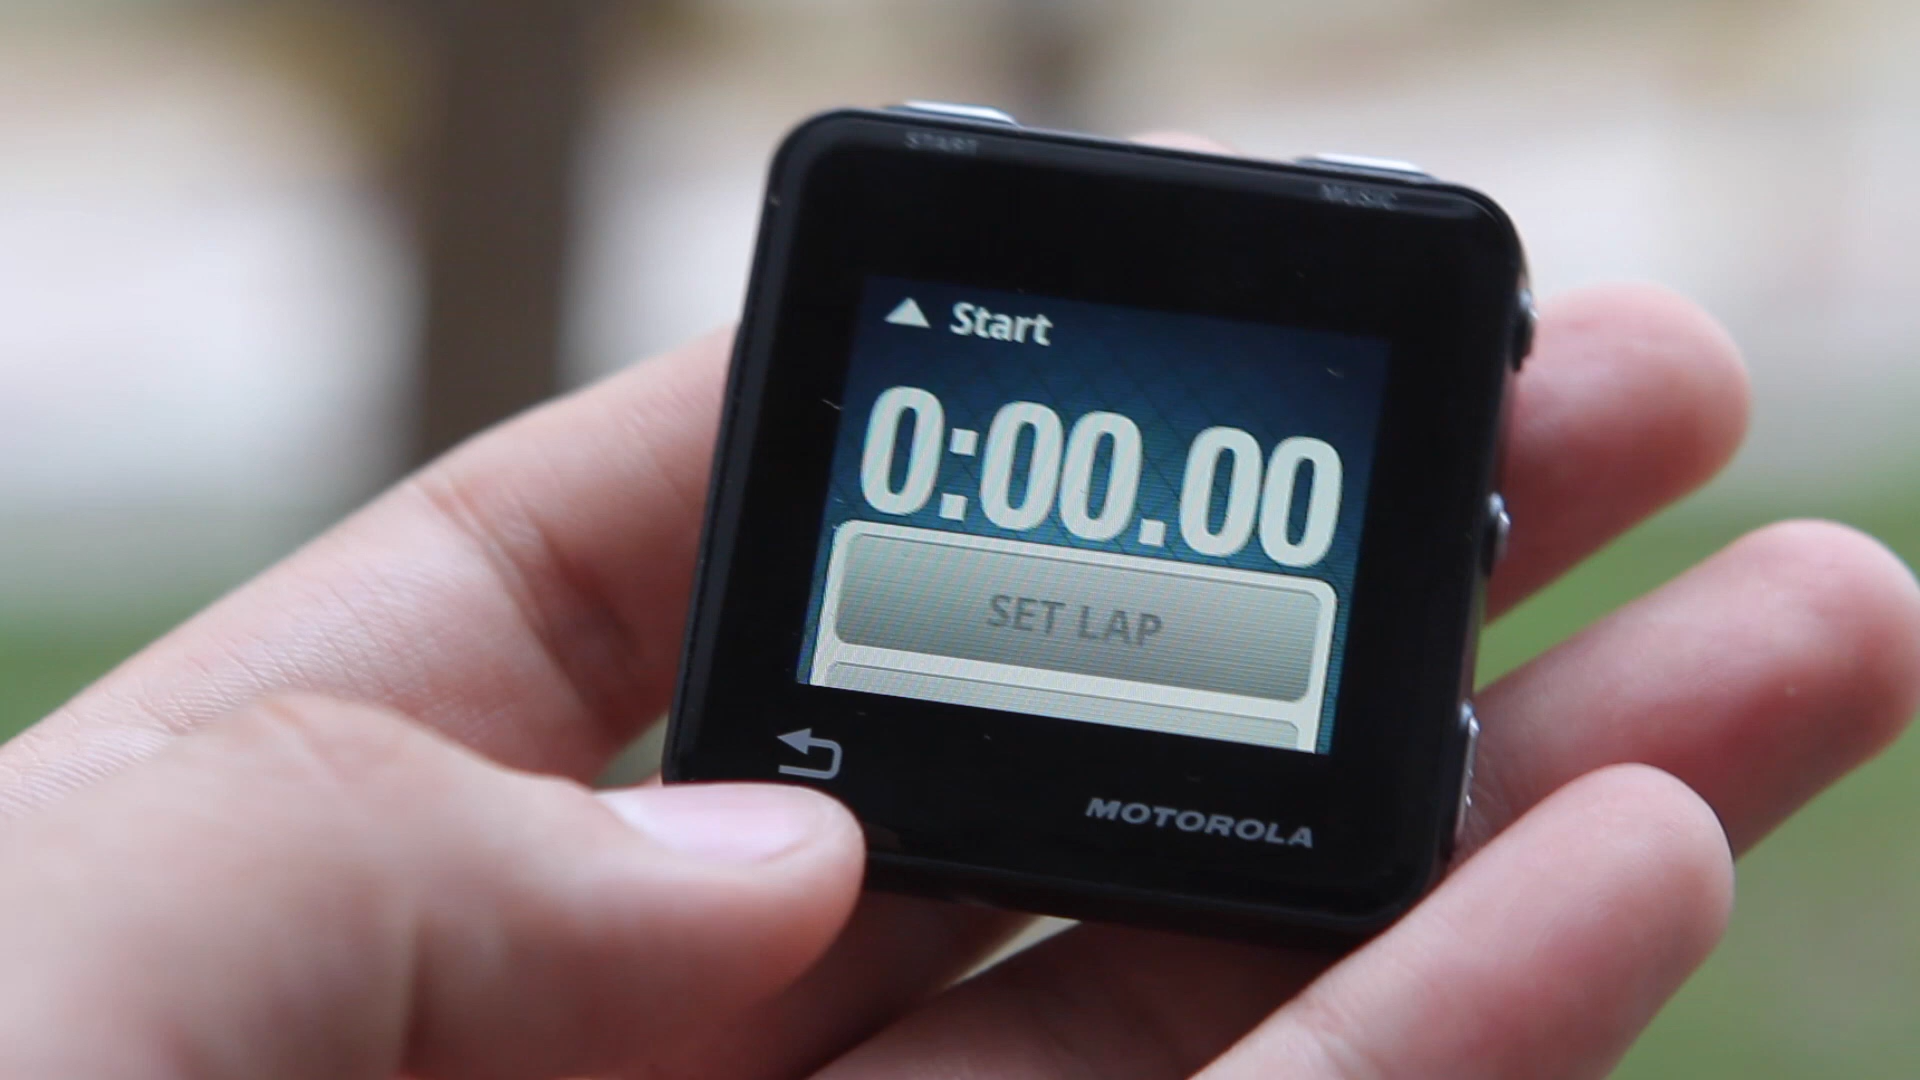 START
MUSIC
Start
0:00.00
SET LAP
MOTOROLA